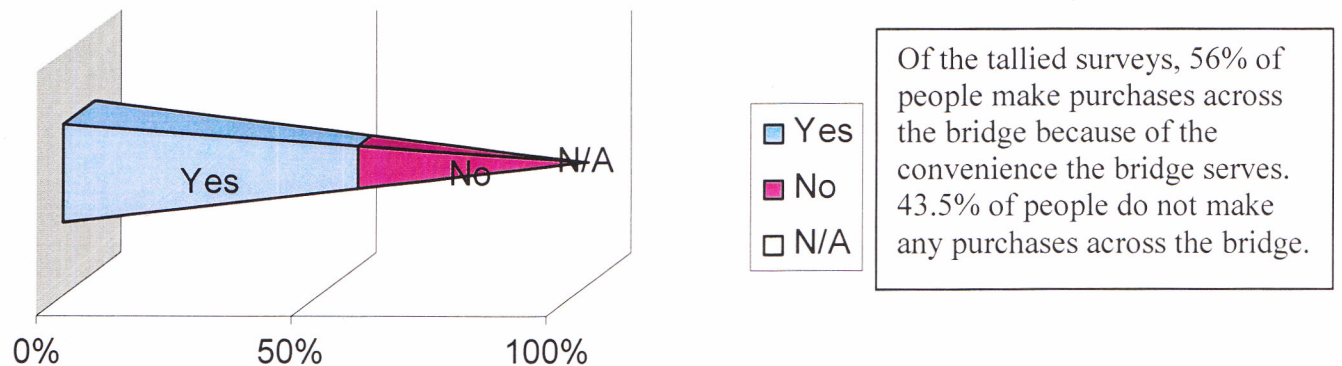 Yes
No
N/A
0%
50%
100%
Yes
No
N/A
Of the tallied surveys, 56% of
people make purchases across
the bridge because of the
convenience the bridge serves.
43.5% of people do not make
any purchases across the bridge.